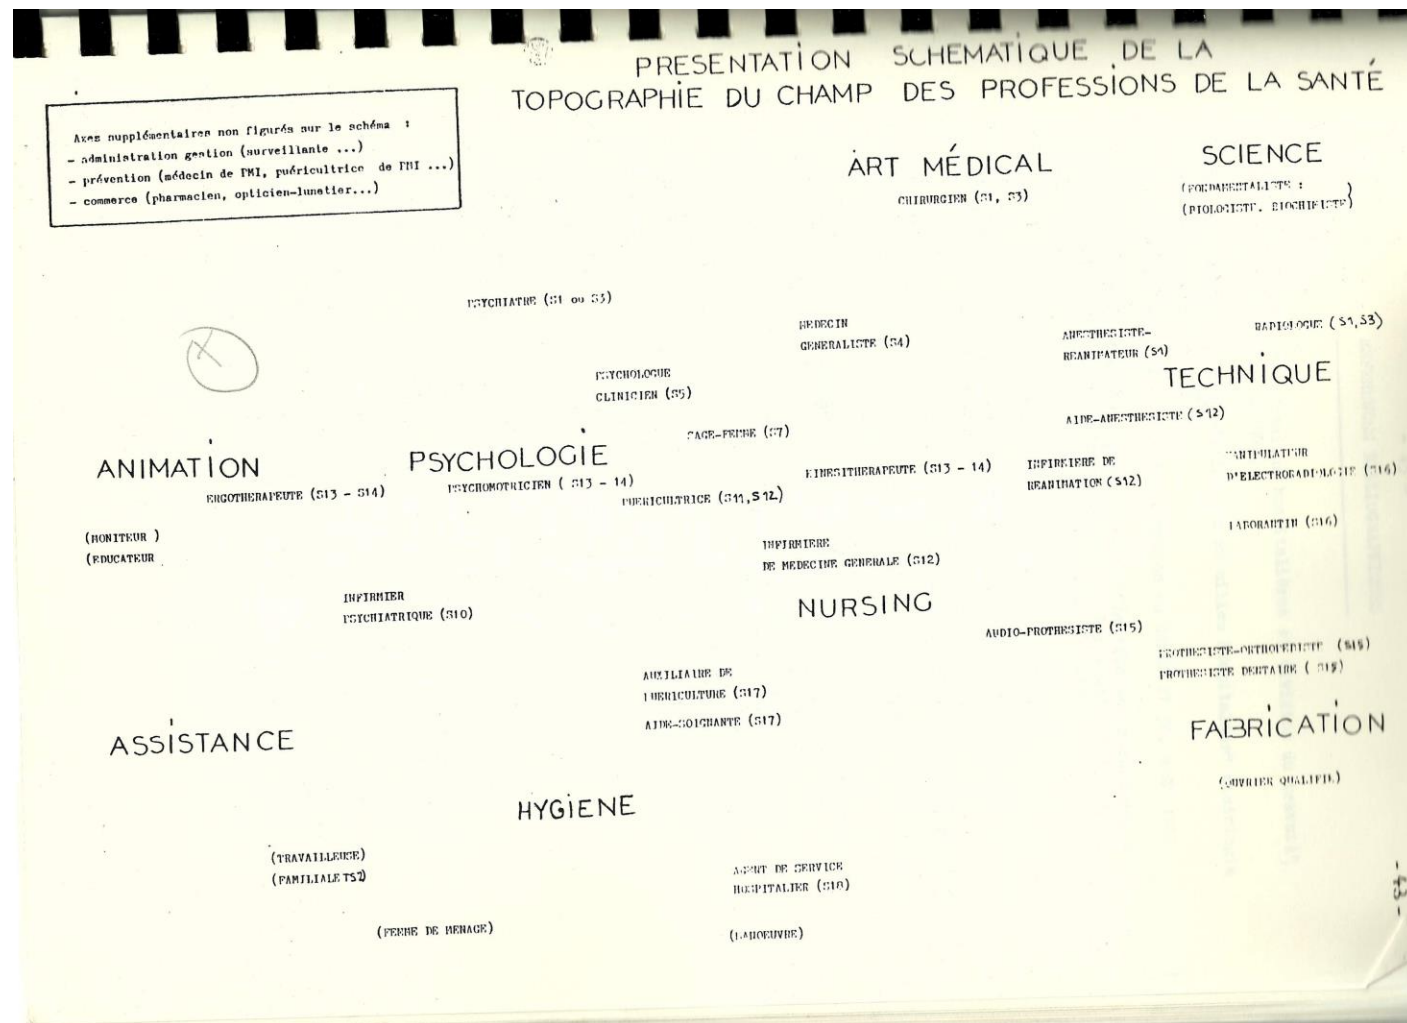 PRESENTATION SCHEMATIQUE DE LA
TOPOGRAPHIE DU CHAMP DES PROFESSIONS DE LA SANTÉ
Axes supplémentaires non figurés sur le schéma :
- administration gestion (surveillante ...)
- prévention (médecin de PMI, puéricultrice de PMI ...)
- commerce (pharmacien, opticien-lunetier...)
ART MÉDICAL
CHIRURGIEN (S1, S3)
SCIENCE
(FONDAMENTALISTE : )
(BIOLOGISTE, BIOCHIMISTE)
PSYCHIATRE (S1 ou S3)
MEDECIN
GENERALISTE (S4)
ANESTHESISTE-
REANIMATEUR (S1)
RADIOLOGUE (S1,S3)
PSYCHOLOGUE
CLINICIEN (S5)
TECHNIQUE
AIDE-ANESTHESISTE (S12)
SAGE-FEMME (S7)
ANIMATION
ERGOTHERAPEUTE (S13 - S14)
PSYCHOLOGIE
PSYCHOMOTRICIEN ( S13 - 14)
PUERICULTRICE (S11,S12)
KINESITHERAPEUTE (S13 - 14)
INFIRMIERE DE
REANIMATION (S12)
MANIPULATEUR
D'ELECTRORADIOLOGIE (S16)
LABORANTIN (S16)
(MONITEUR )
(EDUCATEUR
INFIRMIERE
DE MEDECINE GENERALE (S12)
INFIRMIER
PSYCHIATRIQUE (S10)
NURSING
AUDIO-PROTHESISTE (S15)
PROTHESISTE-ORTHOPEDISTE (S15)
PROTHESISTE DENTAIRE ( S15)
AUXILIAIRE DE
PUERICULTURE (S17)
AIDE-SOIGNANTE (S17)
ASSISTANCE
FABRICATION
(OUVRIER QUALIFIE)
HYGIENE
(TRAVAILLEUSE)
(FAMILIALE TS2)
AGENT DE SERVICE
HOSPITALIER (S18)
(FEMME DE MENAGE)
(MANOEUVRE)
-43-